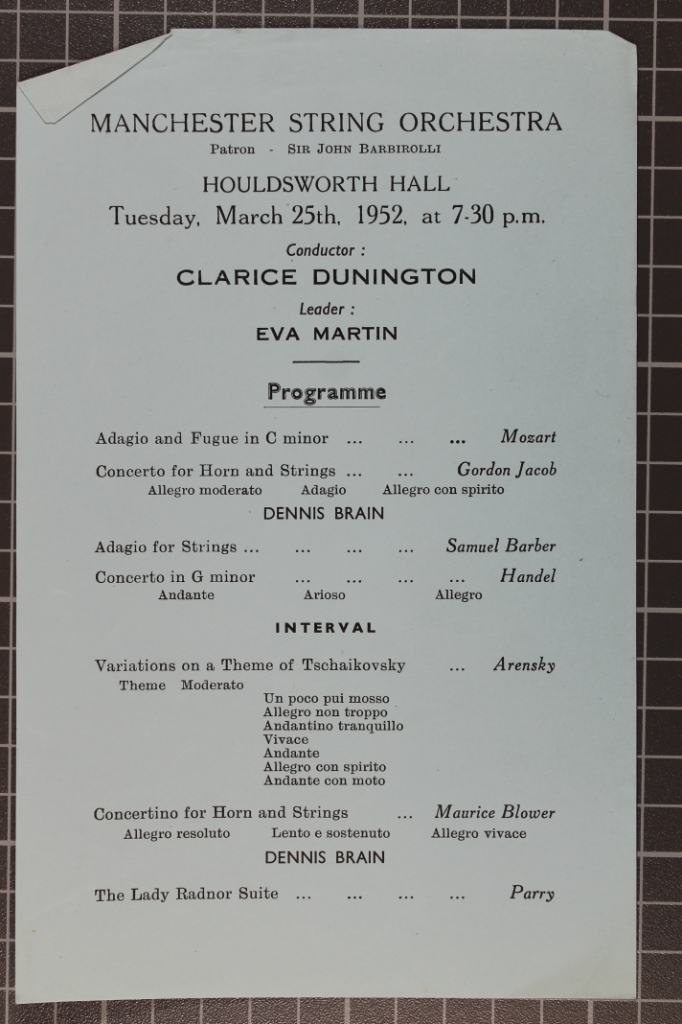 MANCHESTER STRING ORCHESTRA
Patron - SIR JOHN BARBIROLLI
HOULDSWORTH HALL
Tuesday, March 25th, 1952, at 7-30 p.m.
Conductor :
CLARICE DUNINGTON
Leader :
EVA MARTIN
Programme
Adagio and Fugue in C minor ... ... ... Mozart
Concerto for Horn and Strings ... ... Gordon Jacob
Allegro moderato Adagio Allegro con spirito
DENNIS BRAIN
Adagio for Strings ... ... ... ... Samuel Barber
Concerto in G minor ... ... ... ... Handel
Andante Arioso Allegro
INTERVAL
Variations on a Theme of Tschaikovsky ... Arensky
Theme Moderato
Un poco pui mosso
Allegro non troppo
Andantino tranquillo
Vivace
Andante
Allegro con spirito
Andante con moto
Concertino for Horn and Strings ... Maurice Blower
Allegro resoluto Lento e sostenuto Allegro vivace
DENNIS BRAIN
The Lady Radnor Suite ... ... ... ... Parry